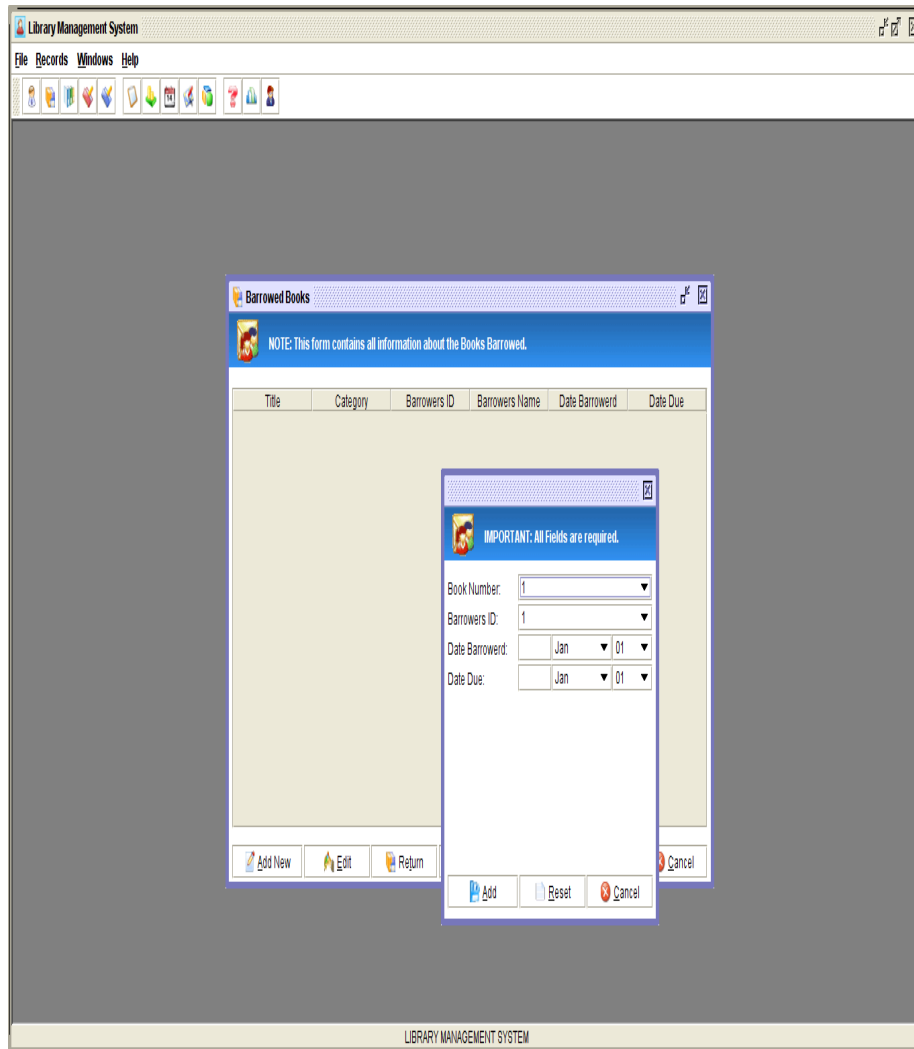 Library Management System
File Records Windows Help
Barrowed Books
NOTE: This form contains all information about the Books Barrowed.
Title Category Barrowers ID Barrowers Name Date Barrowerd Date Due
IMPORTANT: All Fields are required.
Book Number: 1
Barrowers ID: 1
Date Barrowerd: Jan 01
Date Due: Jan 01
Add New Edit Return Cancel
Add Reset Cancel
LIBRARY MANAGEMENT SYSTEM